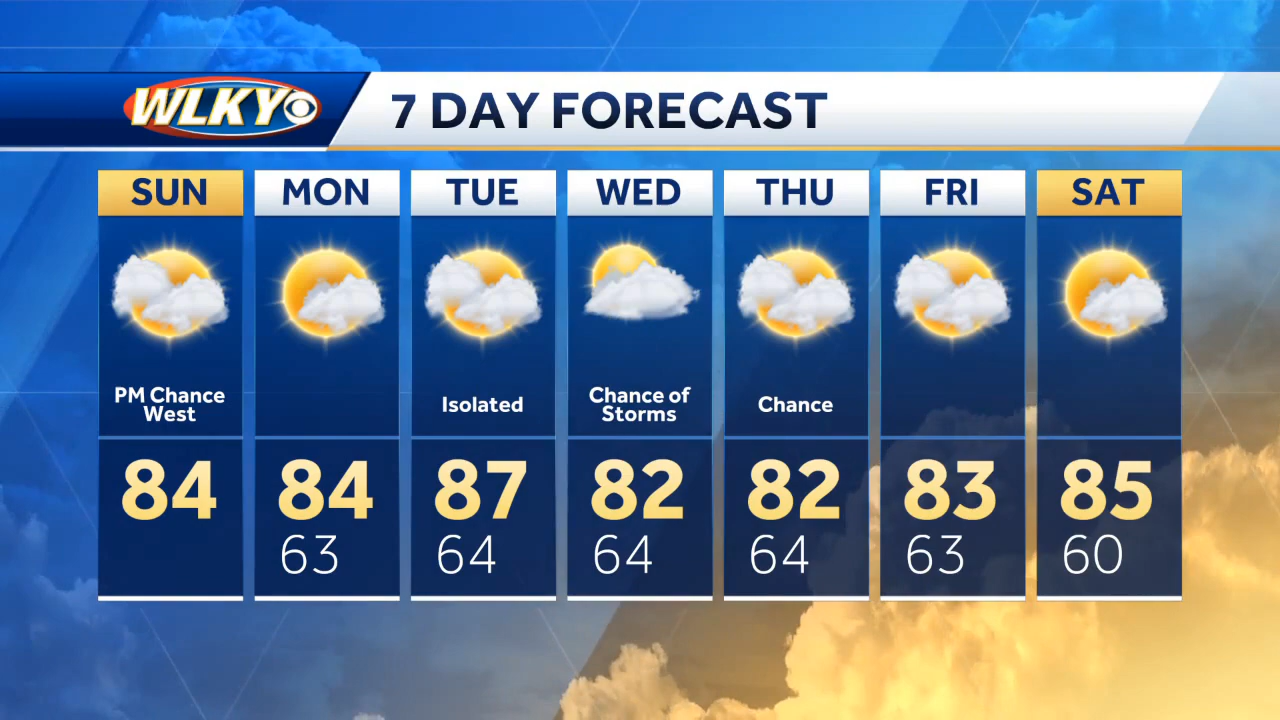 WLKY
7 DAY FORECAST
SUN
PM Chance
West
84
MON
84
63
TUE
Isolated
87
64
WED
Chance of
Storms
82
64
THU
Chance
82
64
FRI
83
63
SAT
85
60